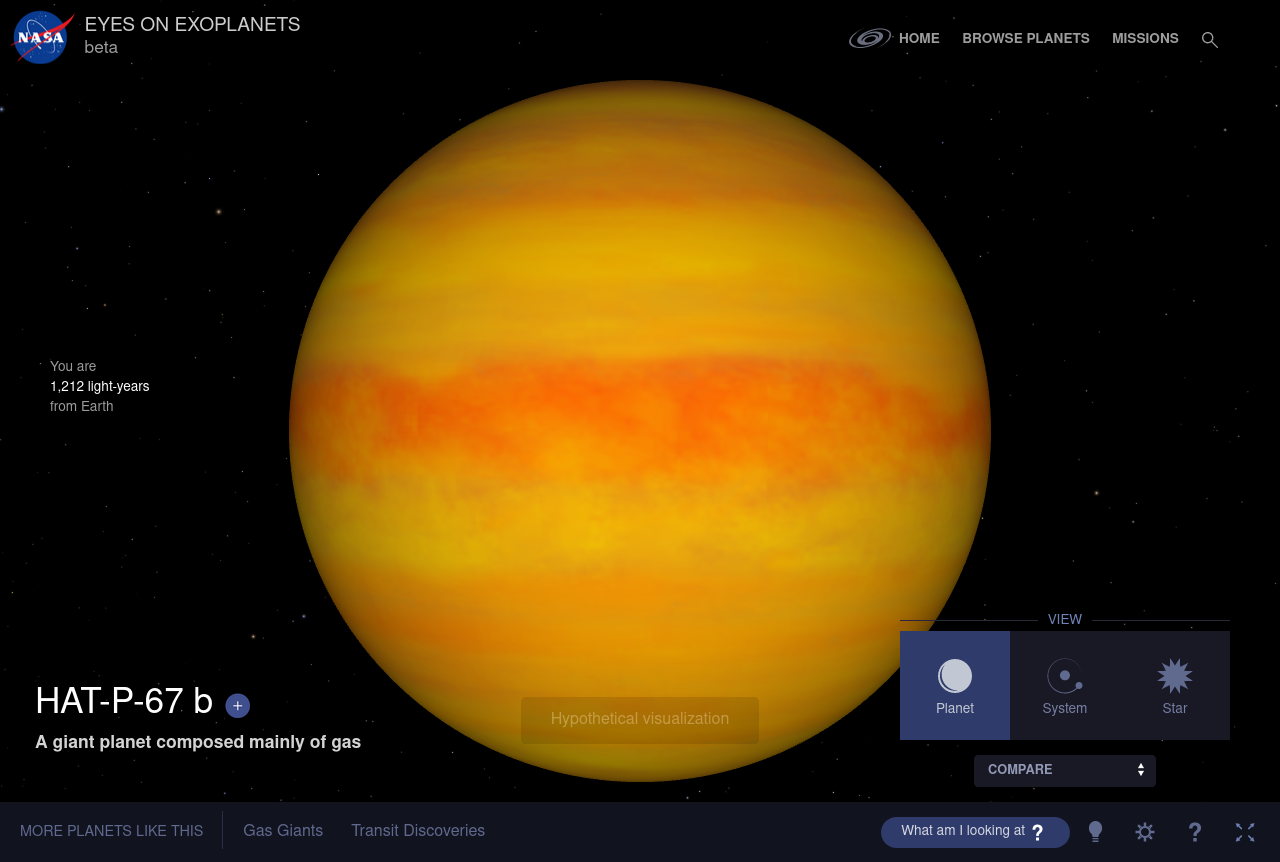 NASA
EYES ON EXOPLANETS
beta
HOME
BROWSE PLANETS
MISSIONS
You are
1,212 light-years
from Earth
HAT-P-67 b +
A giant planet composed mainly of gas
Hypothetical visualization
VIEW
Planet
System
Star
COMPARE
MORE PLANETS LIKE THIS
Gas Giants
Transit Discoveries
What am I looking at ?
?